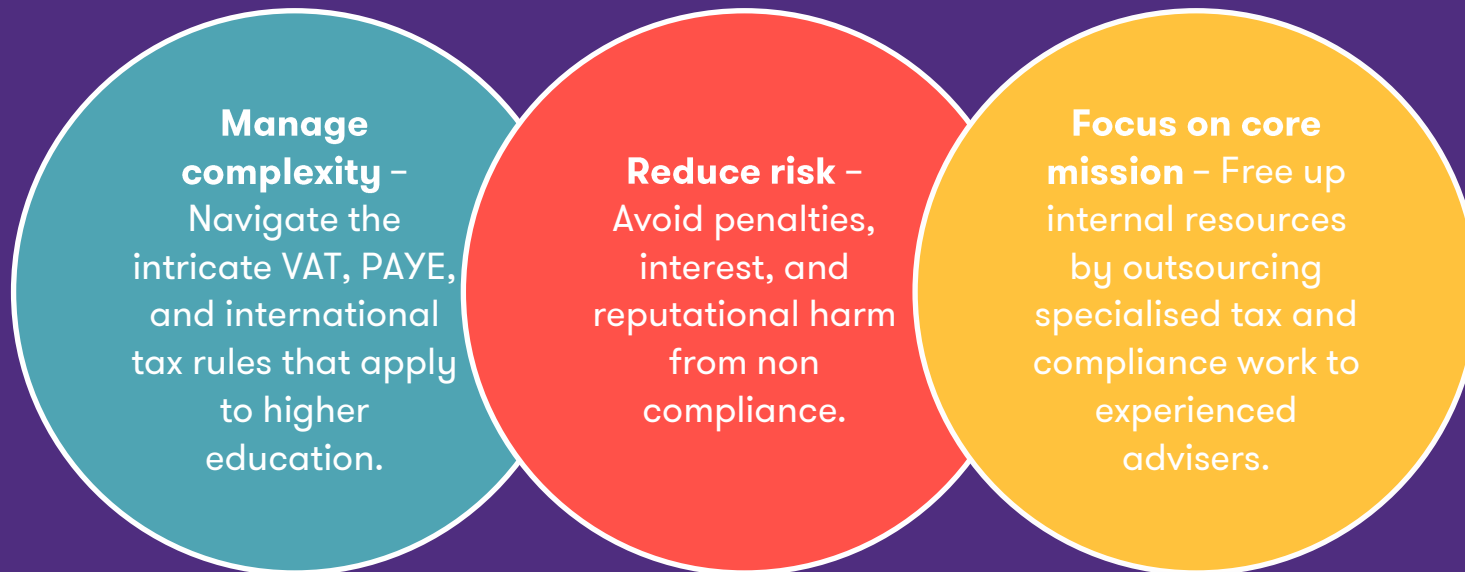 Manage
complexity –
Navigate the
intricate VAT, PAYE,
and international
tax rules that apply
to higher
education.
Reduce risk –
Avoid penalties,
interest, and
reputational harm
from non
compliance.
Focus on core
mission – Free up
internal resources
by outsourcing
specialised tax and
compliance work to
experienced
advisers.